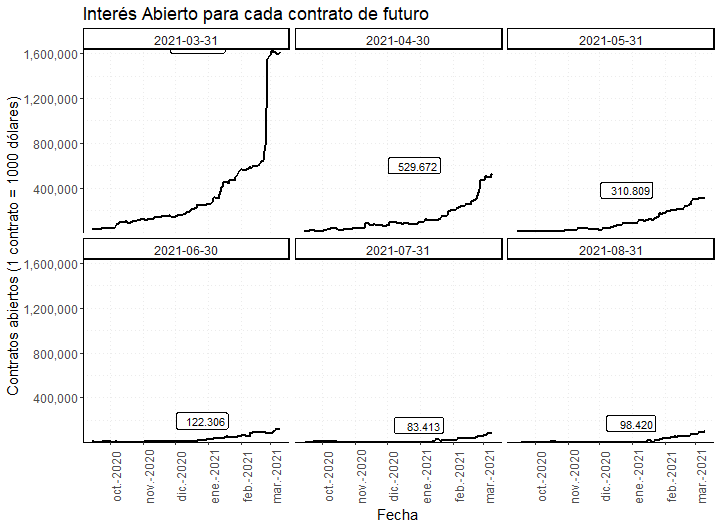 Interés Abierto para cada contrato de futuro
Contratos abiertos (1 contrato = 1000 dólares)
2021-03-31
2021-04-30
2021-05-31
1,600,000
1,200,000
800,000
400,000
529.672
310.809
2021-06-30
2021-07-31
2021-08-31
1,600,000
1,200,000
800,000
400,000
122.306
83.413
98.420
oct.-2020
nov.-2020
dic.-2020
ene.-2021
feb.-2021
mar.-2021
oct.-2020
nov.-2020
dic.-2020
ene.-2021
feb.-2021
mar.-2021
oct.-2020
nov.-2020
dic.-2020
ene.-2021
feb.-2021
mar.-2021
Fecha